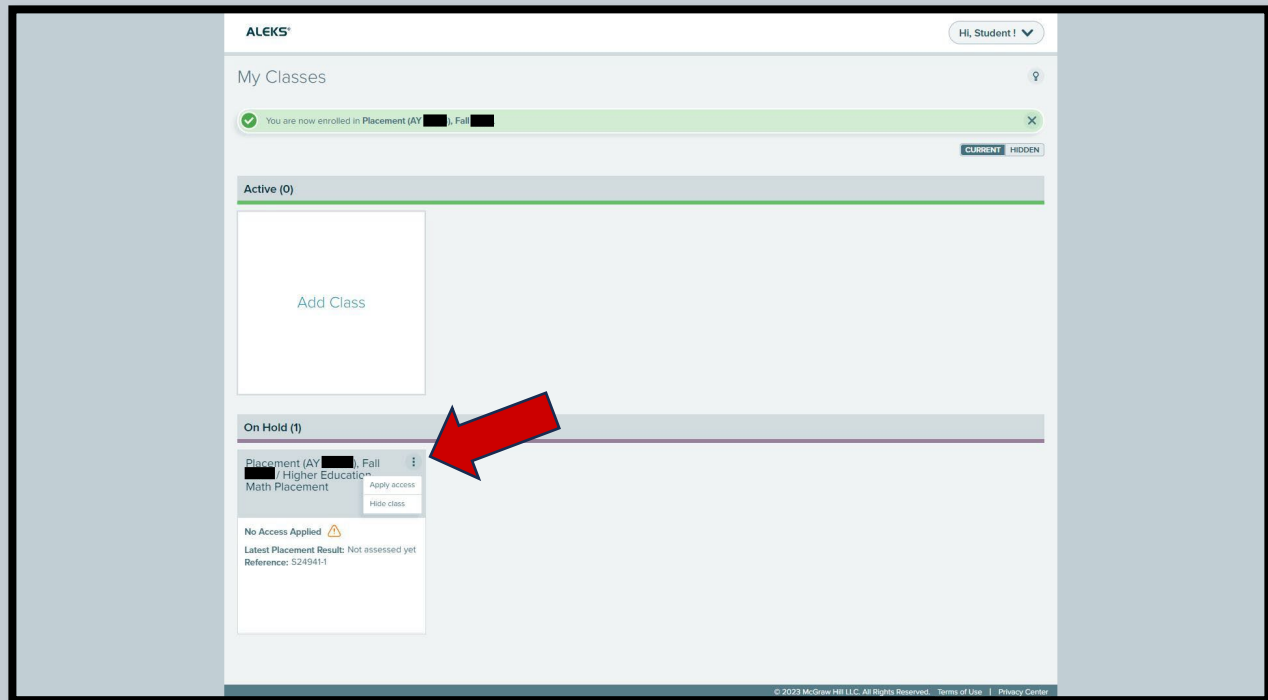 ALEKS®
Hi, Student !
My Classes
You are now enrolled in Placement (AY ), Fall
CURRENT HIDDEN
Active (0)
Add Class
On Hold (1)
Placement (AY ), Fall
/ Higher Education
Math Placement
Apply access
Hide class
No Access Applied
Latest Placement Result: Not assessed yet
Reference: S24941-1
© 2023 McGraw Hill LLC. All Rights Reserved. Terms of Use | Privacy Center